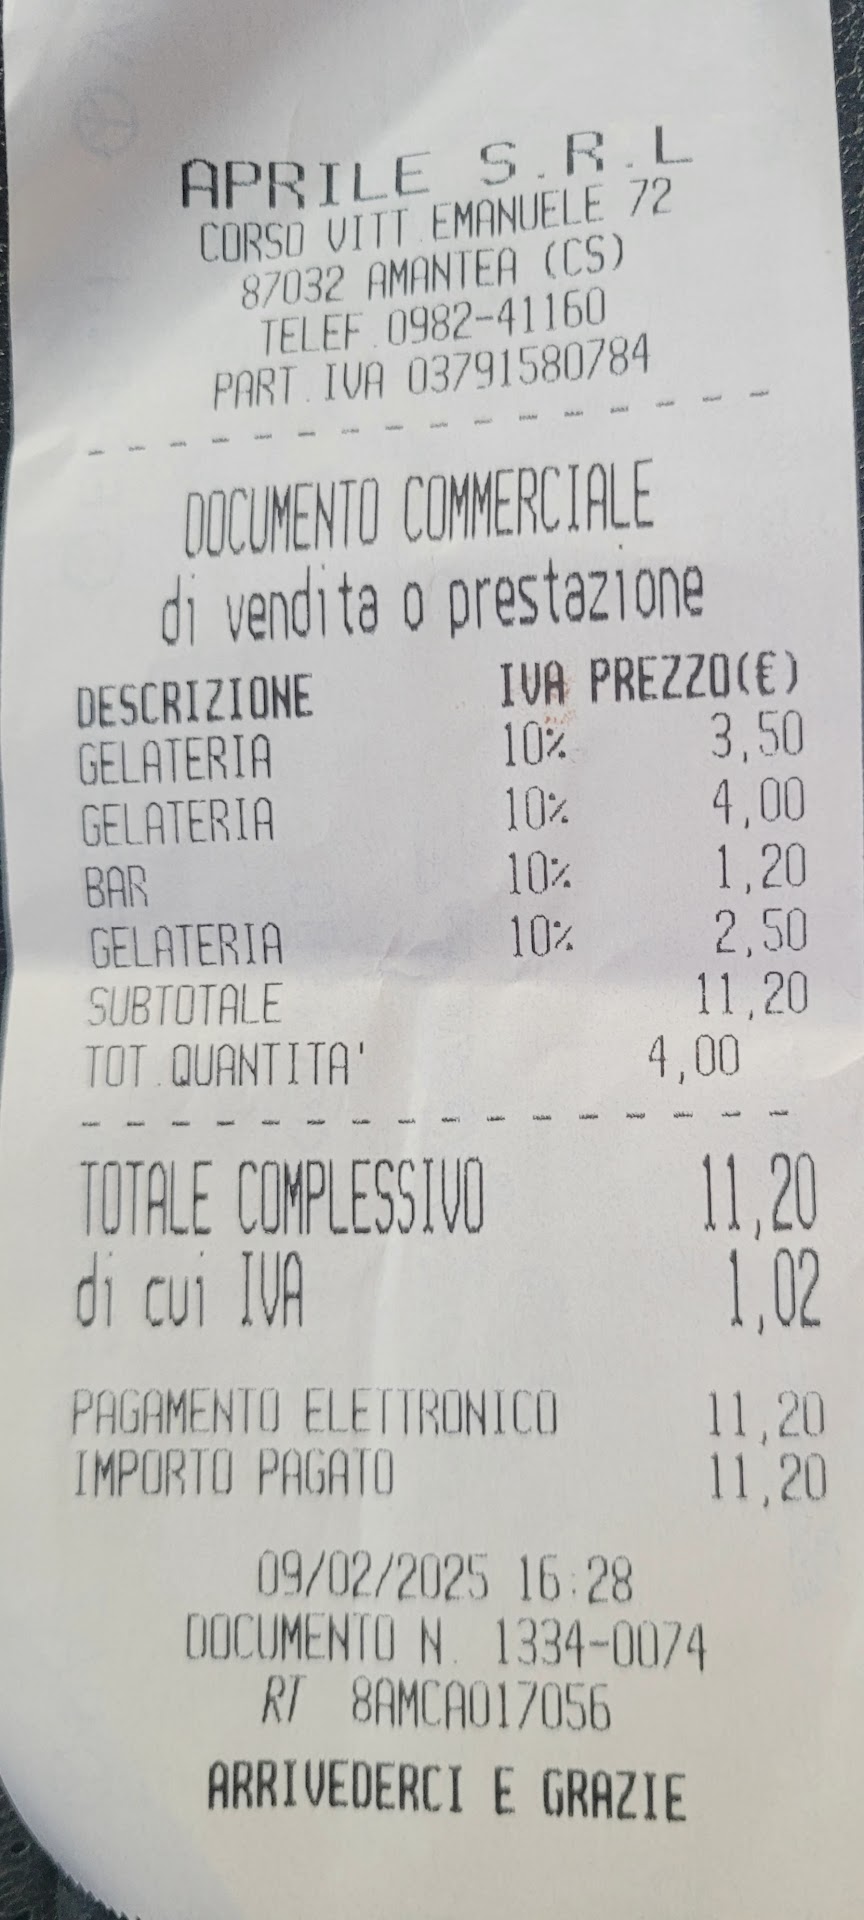 APRILE S.R.L
CORSO VITT.EMANUELE 72
87032 AMANTEA (CS)
TELEF.0982-41160
PART.IVA 03791580784
DOCUMENTO COMMERCIALE
di vendita o prestazione
DESCRIZIONE IVA PREZZO(€)
GELATERIA 10% 3,50
GELATERIA 10% 4,00
BAR 10% 1,20
GELATERIA 10% 2,50
SUBTOTALE 11,20
TOT.QUANTITA' 4,00
TOTALE COMPLESSIVO 11,20
di cui IVA 1,02
PAGAMENTO ELETTRONICO 11,20
IMPORTO PAGATO 11,20
09/02/2025 16:28
DOCUMENTO N. 1334-0074
RT 8AMCA017056
ARRIVEDERCI E GRAZIE